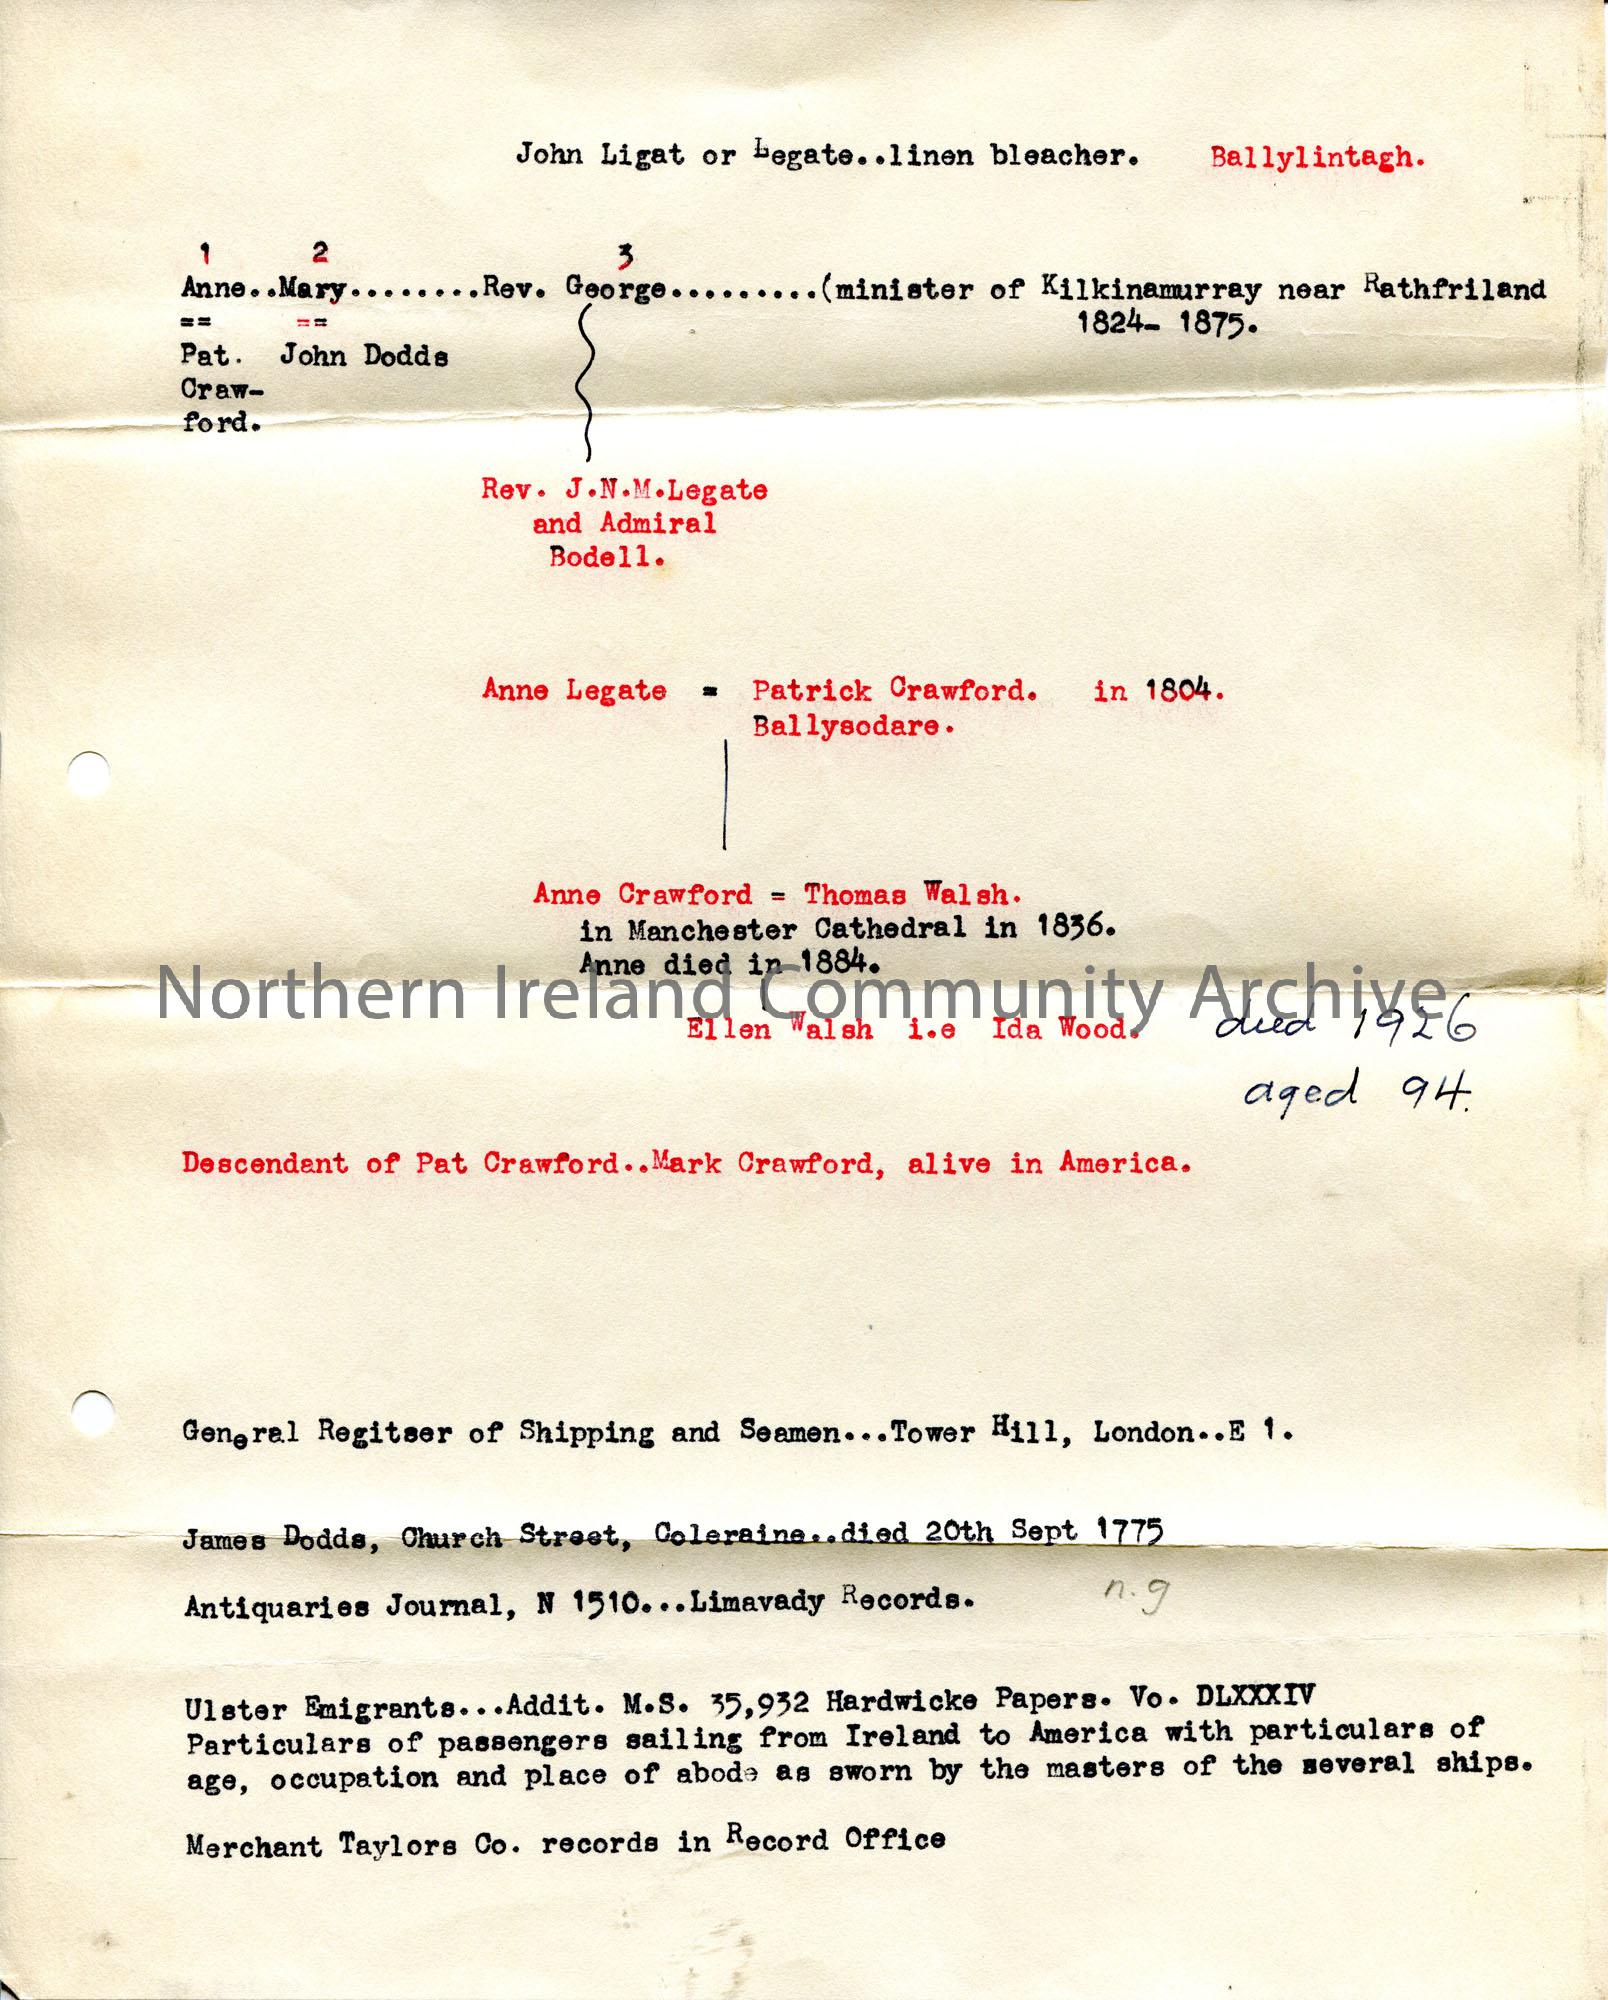 John Ligat or Legate..linen bleacher. Ballylintagh.
1 2 3
Anne..Mary........Rev. George.........(minister of Kilkinamurray near Rathfriland
== == 1824- 1875.
Pat. John Dodds
Craw-
ford.
Rev. J.N.M.Legate
and Admiral
Bodell.
Anne Legate = Patrick Crawford. in 1804.
Ballysodare.
Anne Crawford = Thomas Walsh.
in Manchester Cathedral in 1836.
Anne died in 1884.
Northern Ireland Community Archive
Ellen Walsh i.e Ida Wood. died 1926
aged 94.
Descendant of Pat Crawford..Mark Crawford, alive in America.
General Regitser of Shipping and Seamen...Tower Hill, London..E 1.
James Dodds, Church Street, Coleraine..died 20th Sept 1775
Antiquaries Journal, N 1510...Limavady Records. n.g
Ulster Emigrants...Addit. M.S. 35,932 Hardwicke Papers. Vo. DLXXXIV
Particulars of passengers sailing from Ireland to America with particulars of
age, occupation and place of abode as sworn by the masters of the several ships.
Merchant Taylors Co. records in Record Office